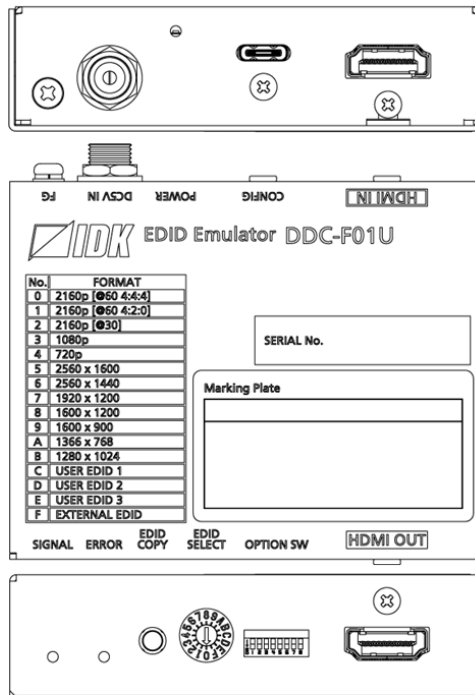 FG
DC5V IN
POWER
CONFIG
HDMI IN
IDK EDID Emulator DDC-F01U
No. FORMAT
0 2160p [@60 4:4:4]
1 2160p [@60 4:2:0]
2 2160p [@30]
3 1080p
4 720p
5 2560 x 1600
6 2560 x 1440
7 1920 x 1200
8 1600 x 1200
9 1600 x 900
A 1366 x 768
B 1280 x 1024
C USER EDID 1
D USER EDID 2
E USER EDID 3
F EXTERNAL EDID
SERIAL No.
Marking Plate
SIGNAL
ERROR
EDID COPY
EDID SELECT
OPTION SW
HDMI OUT
0123456789ABCDEF